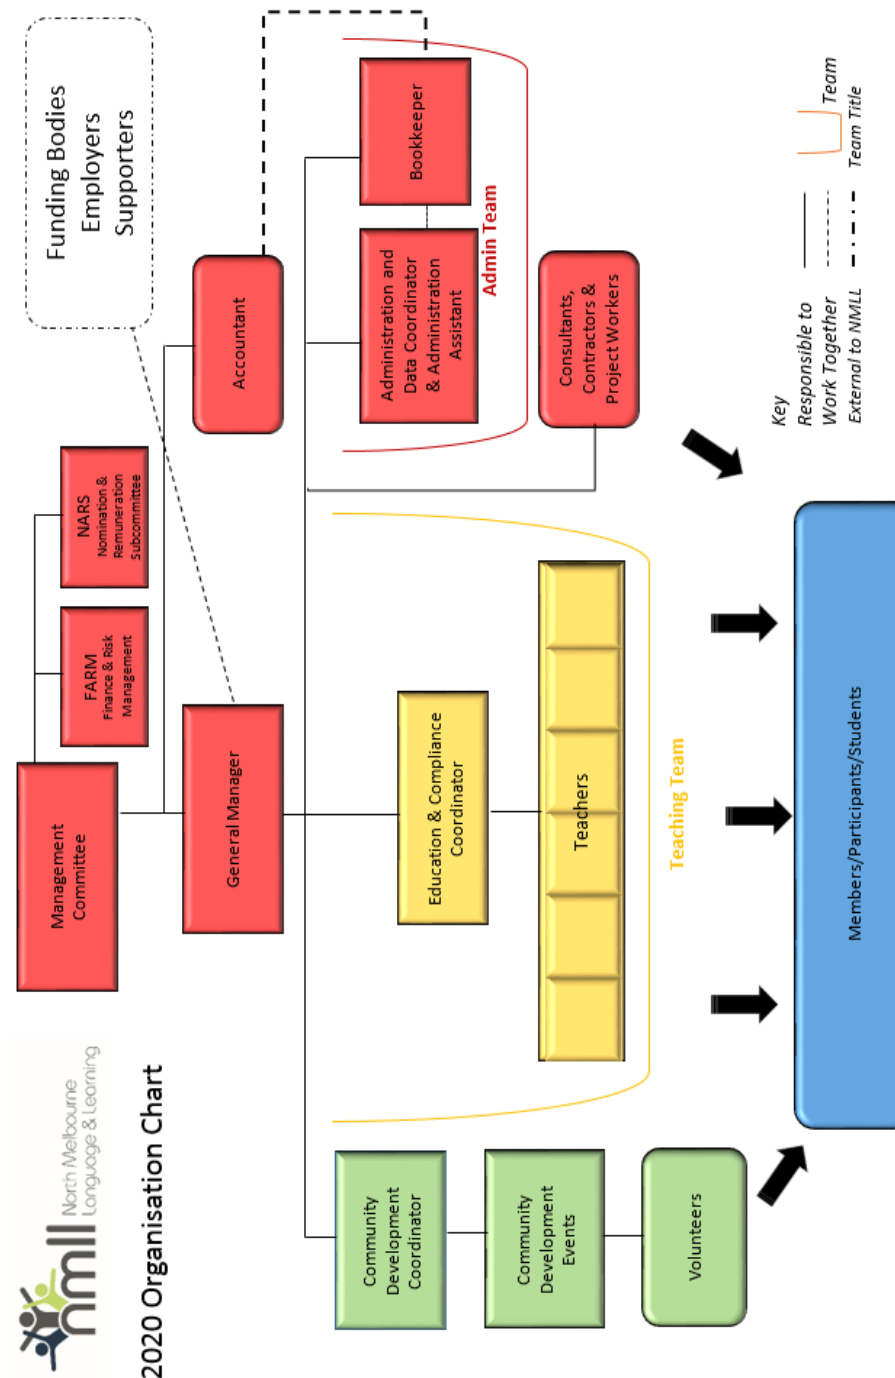 nmll
North Melbourne
Language & Learning
2020 Organisation Chart
Management
Committee
FARM
Finance & Risk
Management
NARS
Nomination &
Remuneration
Subcommittee
Funding Bodies
Employers
Supporters
General Manager
Accountant
Community
Development
Coordinator
Education & Compliance
Coordinator
Administration and
Data Coordinator
& Administration
Assistant
Bookkeeper
Admin Team
Community
Development
Events
Teachers
Consultants,
Contractors &
Project Workers
Volunteers
Teaching Team
Members/Participants/Students
Key
Responsible to
Work Together
Team
External to NMLL
Team Title